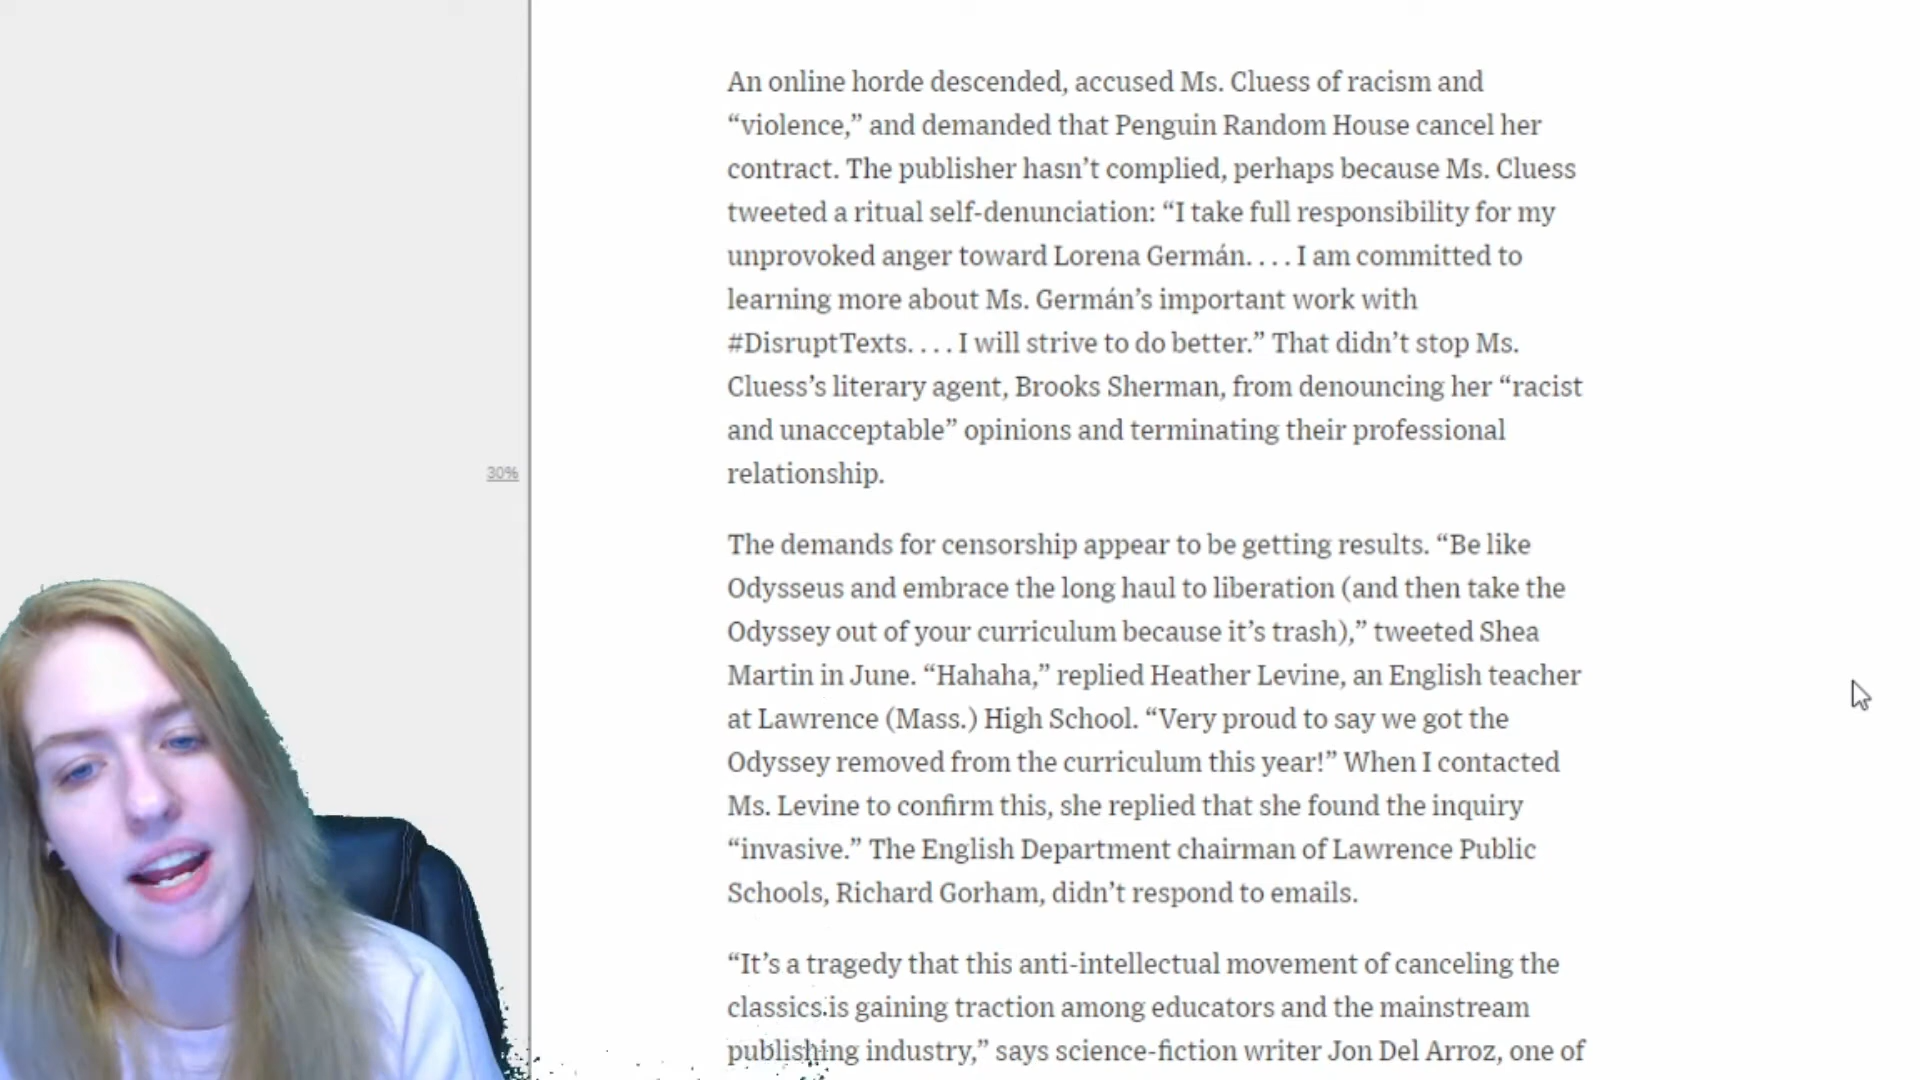 An online horde descended, accused Ms. Cluess of racism and
“violence,” and demanded that Penguin Random House cancel her
contract. The publisher hasn’t complied, perhaps because Ms. Cluess
tweeted a ritual self-denunciation: “I take full responsibility for my
unprovoked anger toward Lorena Germán. . . . I am committed to
learning more about Ms. Germán’s important work with
#DisruptTexts. . . . I will strive to do better.” That didn’t stop Ms.
Cluess’s literary agent, Brooks Sherman, from denouncing her “racist
and unacceptable” opinions and terminating their professional
relationship.
30%
The demands for censorship appear to be getting results. “Be like
Odysseus and embrace the long haul to liberation (and then take the
Odyssey out of your curriculum because it’s trash),” tweeted Shea
Martin in June. “Hahaha,” replied Heather Levine, an English teacher
at Lawrence (Mass.) High School. “Very proud to say we got the
Odyssey removed from the curriculum this year!” When I contacted
Ms. Levine to confirm this, she replied that she found the inquiry
“invasive.” The English Department chairman of Lawrence Public
Schools, Richard Gorham, didn’t respond to emails.
“It’s a tragedy that this anti-intellectual movement of canceling the
classics is gaining traction among educators and the mainstream
publishing industry,” says science-fiction writer Jon Del Arroz, one of